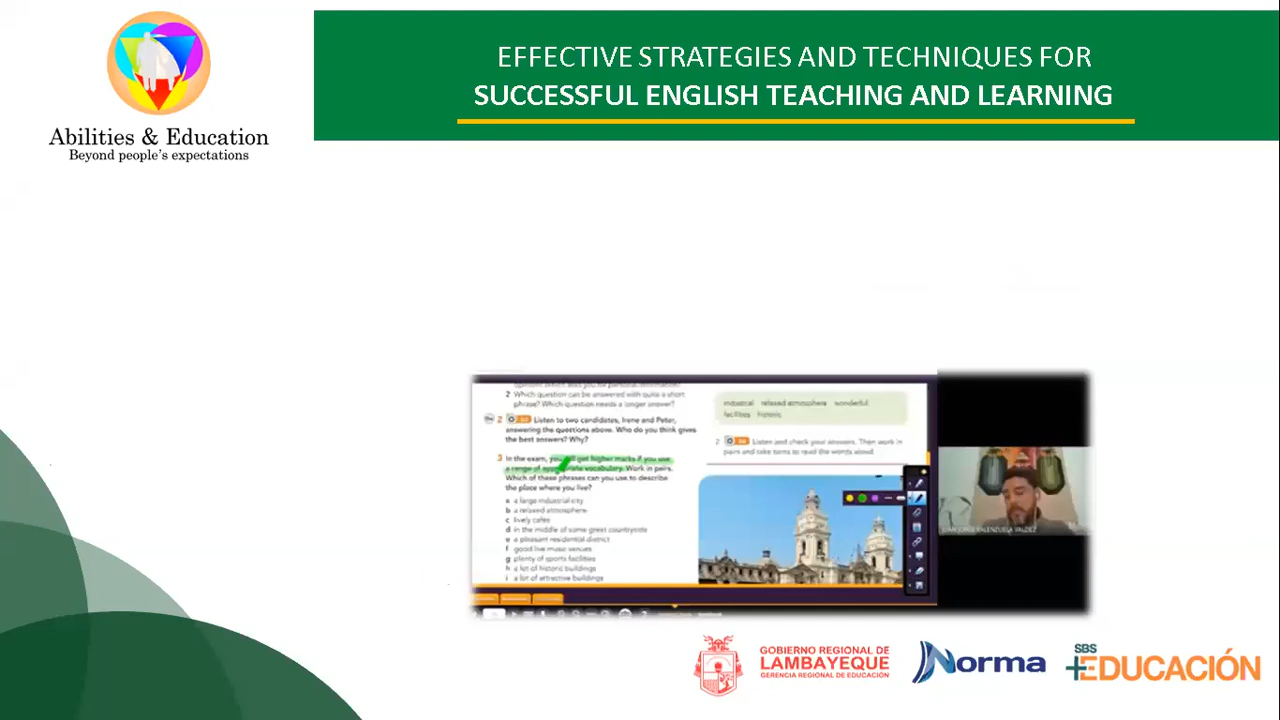 EFFECTIVE STRATEGIES AND TECHNIQUES FOR
SUCCESSFUL ENGLISH TEACHING AND LEARNING
Abilities & Education
Beyond people's expectations
2 Which question can be answered with quite a short
phrase? Which question needs a longer answer?
2 Listen to two candidates, Irene and Peter,
answering the questions above. Who do you think gives
the best answers? Why?
3 In the exam, you will get higher marks if you use
a range of appropriate vocabulary. Work in pairs.
Which of these phrases can you use to describe
the place where you live?
a a large industrial city
b a relaxed atmosphere
c lively cafes
d in the middle of some great countryside
e a pleasant residential district
f good live music venues
g plenty of sports facilities
h a lot of historic buildings
i a lot of attractive buildings
industrial relaxed atmosphere wonderful
facilities historic
2 Listen and check your answers. Then work in
pairs and take turns to read the words aloud.
VALENZUELA VALDEZ
GOBIERNO REGIONAL DE
LAMBAYEQUE
GERENCIA REGIONAL DE EDUCACIÓN
Norma
SBS
EDUCACIÓN